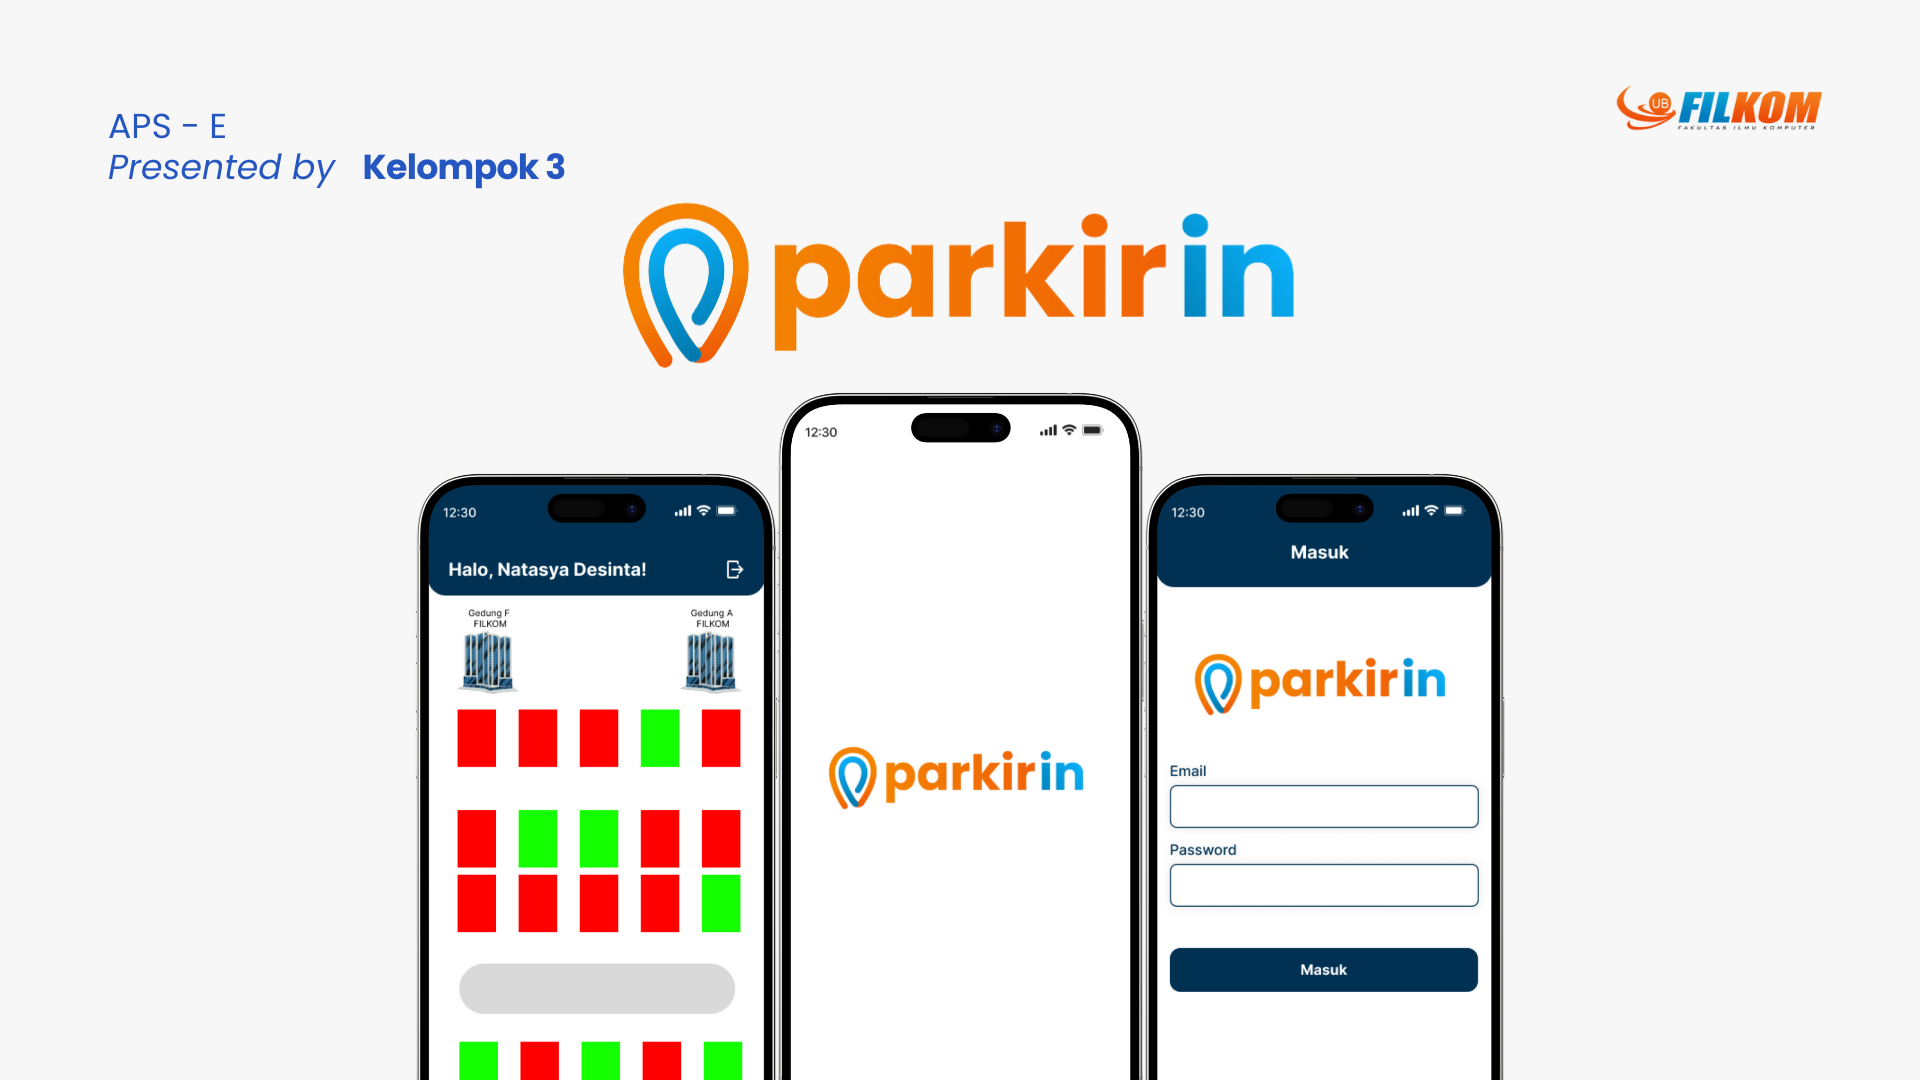 APS - E
Presented by Kelompok 3
UB FILKOM
FAKULTAS ILMU KOMPUTER
parkirin
12:30
Halo, Natasya Desinta!
Gedung F
FILKOM
Gedung A
FILKOM
12:30
parkirin
12:30
Masuk
parkirin
Email
Password
Masuk